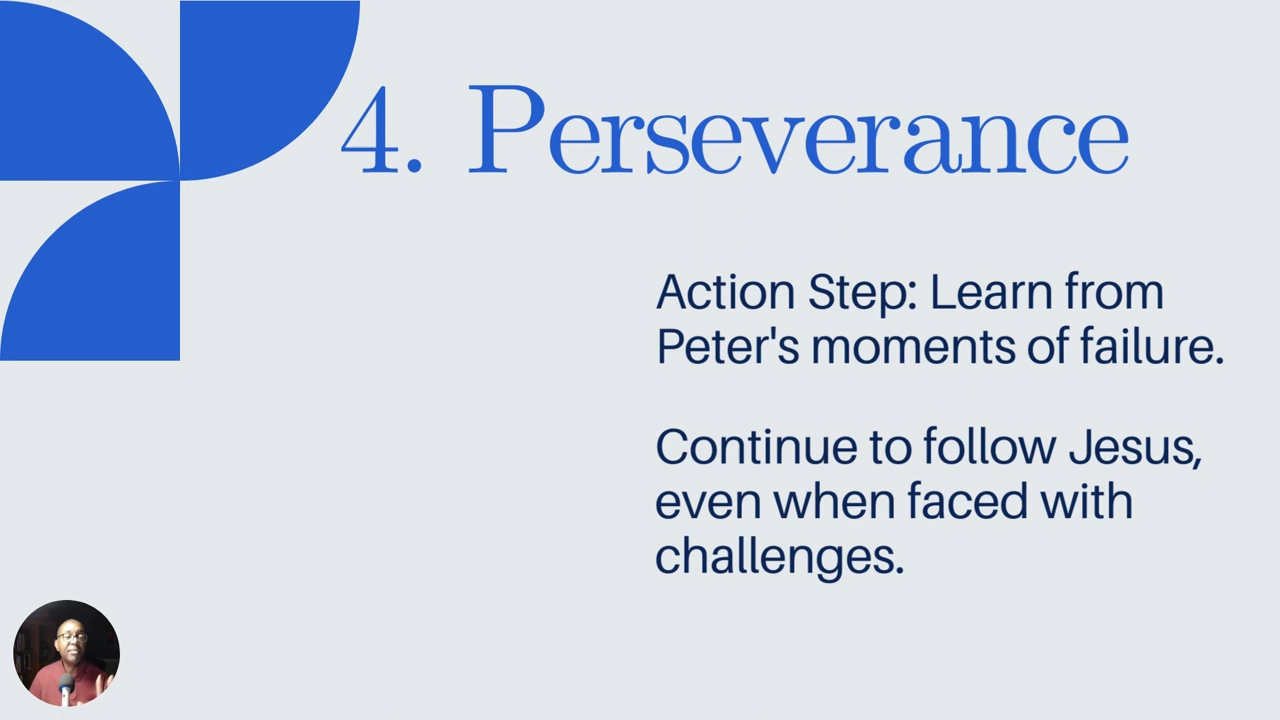 4. Perseverance
Action Step: Learn from
Peter's moments of failure.
Continue to follow Jesus,
even when faced with
challenges.